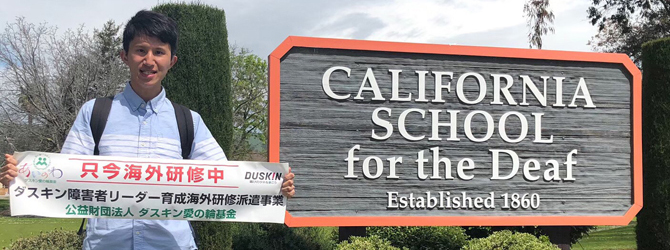 只今海外研修中
DUSKIN
ダスキン障害者リーダー育成海外研修派遣事業
公益財団法人 ダスキン愛の輪基金
CALIFORNIA
SCHOOL
for the Deaf
Established 1860